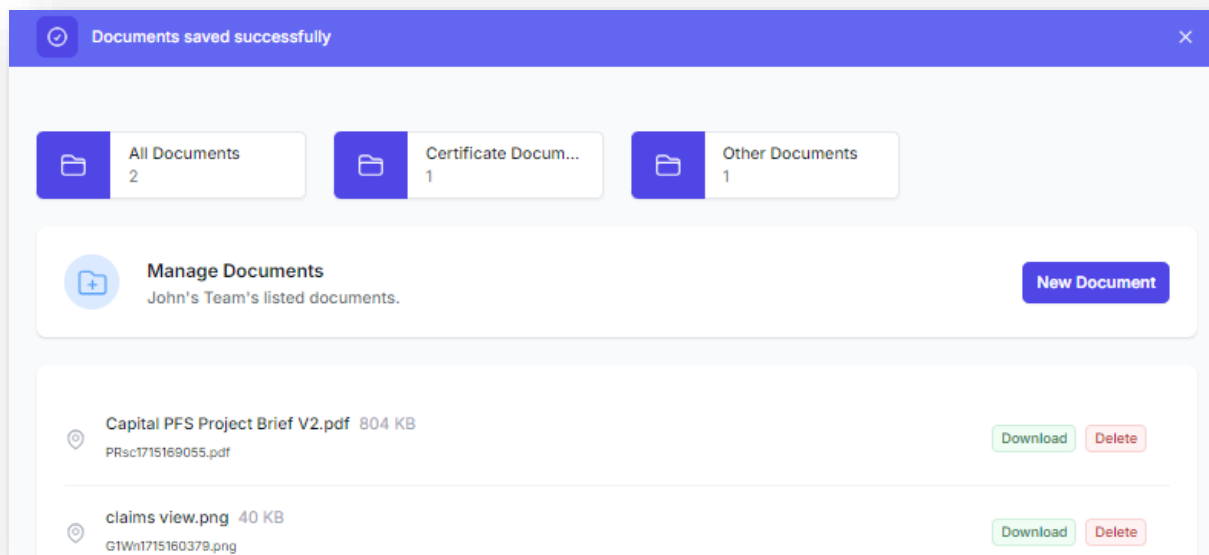 Documents saved successfully
All Documents
2
Certificate Docum...
1
Other Documents
1
Manage Documents
John's Team's listed documents.
New Document
Capital PFS Project Brief V2.pdf 804 KB
PRsc1715169055.pdf
Download Delete
claims view.png 40 KB
G1Wn1715160379.png
Download Delete